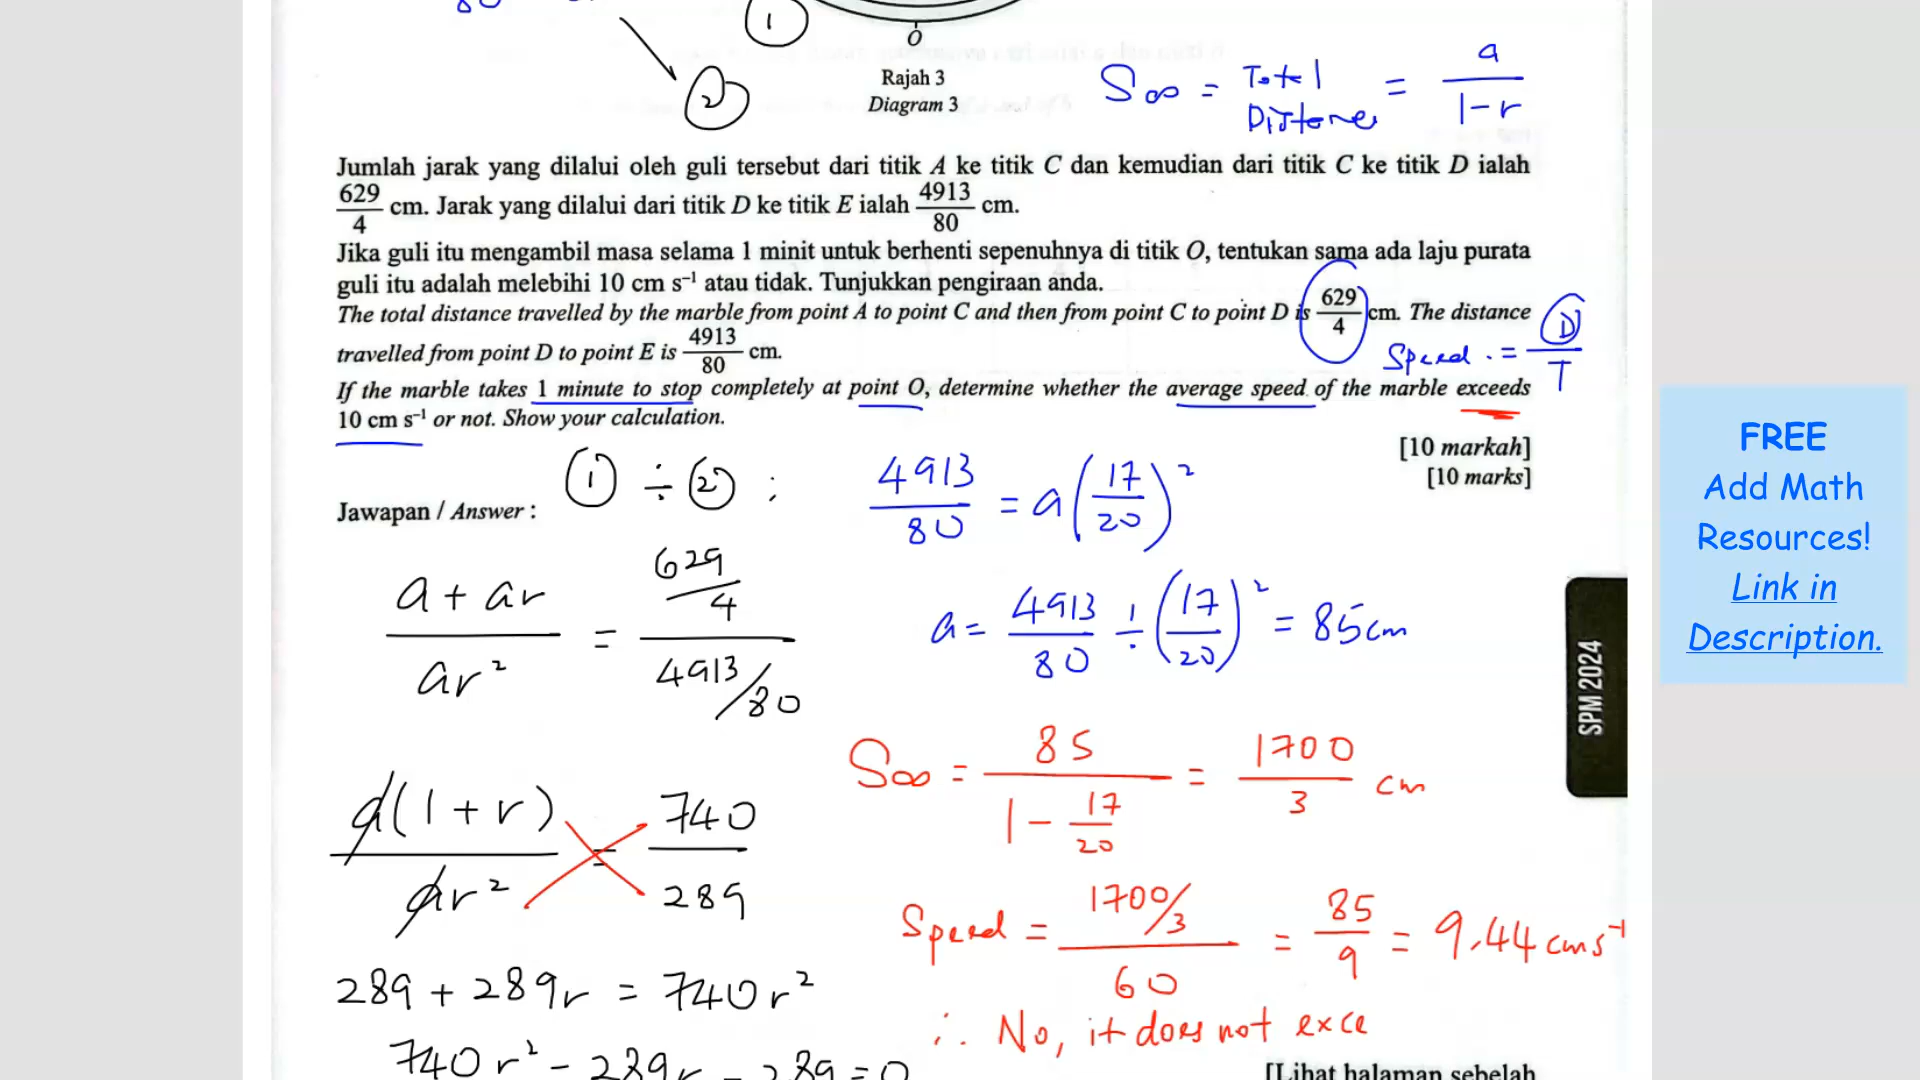 80
1
2
O
Rajah 3
Diagram 3
S∞ = Total Distance = a / 1-r
Jumlah jarak yang dilalui oleh guli tersebut dari titik A ke titik C dan kemudian dari titik C ke titik D ialah
629/4 cm. Jarak yang dilalui dari titik D ke titik E ialah 4913/80 cm.
Jika guli itu mengambil masa selama 1 minit untuk berhenti sepenuhnya di titik O, tentukan sama ada laju purata
guli itu adalah melebihi 10 cm s⁻¹ atau tidak. Tunjukkan pengiraan anda.
The total distance travelled by the marble from point A to point C and then from point C to point D is 629/4 cm. The distance
travelled from point D to point E is 4913/80 cm.
Speed = D/T
If the marble takes 1 minute to stop completely at point O, determine whether the average speed of the marble exceeds
10 cm s⁻¹ or not. Show your calculation.
[10 markah]
[10 marks]
Jawapan / Answer :
① ÷ ② :
a + ar / ar² = 629/4 / 4913/80
a(1 + r) / ar² = 740 / 289
289 + 289r = 740r²
740r² - 289r - 289 = 0
4913/80 = a (17/20)²
a = 4913/80 ÷ (17/20)² = 85cm
S∞ = 85 / 1 - 17/20 = 1700/3 cm
Speed = 1700/3 / 60 = 85/9 = 9.44 cms⁻¹
∴ No, it does not exce
[Lihat halaman sebelah
SPM 2024
FREE
Add Math
Resources!
Link in
Description.